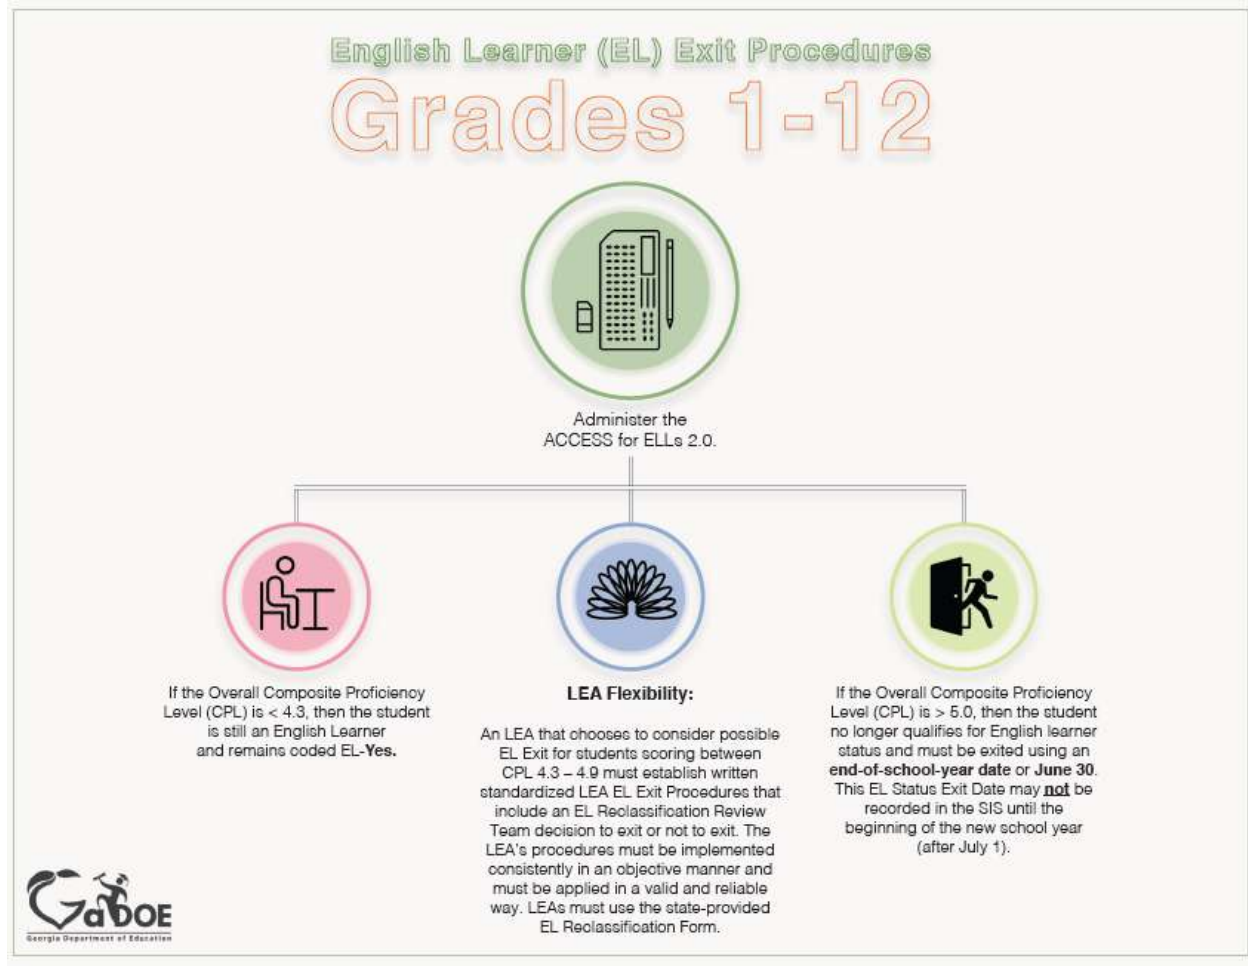 English Learner (EL) Exit Procedures
Grades 1-12
Administer the
ACCESS for ELLs 2.0.
If the Overall Composite Proficiency
Level (CPL) is < 4.3, then the student
is still an English Learner
and remains coded EL-Yes.
LEA Flexibility:
An LEA that chooses to consider possible
EL Exit for students scoring between
CPL 4.3 – 4.9 must establish written
standardized LEA EL Exit Procedures that
include an EL Reclassification Review
Team decision to exit or not to exit. The
LEA's procedures must be implemented
consistently in an objective manner and
must be applied in a valid and reliable
way. LEAs must use the state-provided
EL Reclassification Form.
If the Overall Composite Proficiency
Level (CPL) is > 5.0, then the student
no longer qualifies for English learner
status and must be exited using an
end-of-school-year date or June 30.
This EL Status Exit Date may not be
recorded in the SIS until the
beginning of the new school year
(after July 1).
GaDOE
Georgia Department of Education